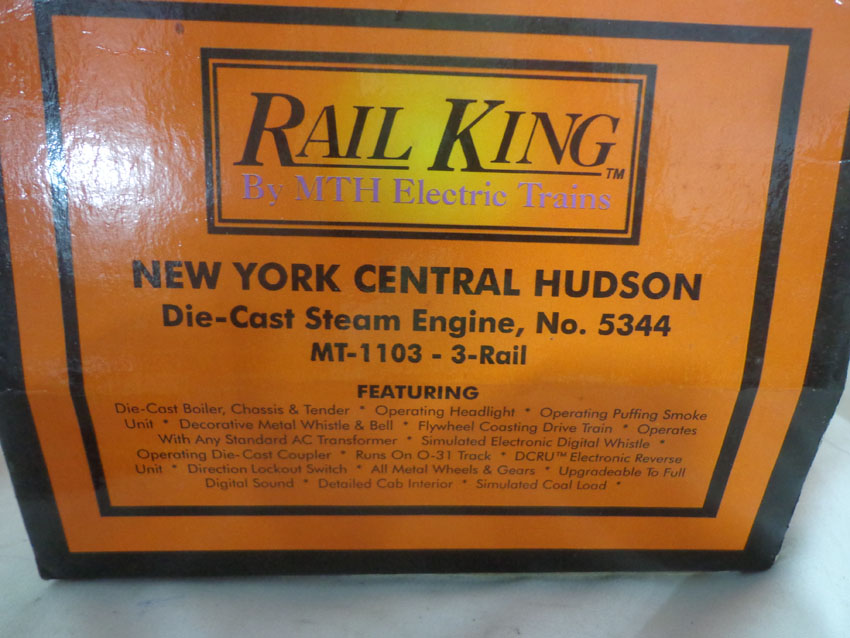 RAIL KING™
By MTH Electric Trains
NEW YORK CENTRAL HUDSON
Die-Cast Steam Engine, No. 5344
MT-1103 - 3-Rail
FEATURING
Die-Cast Boiler, Chassis & Tender * Operating Headlight * Operating Puffing Smoke
Unit * Decorative Metal Whistle & Bell * Flywheel Coasting Drive Train * Operates
With Any Standard AC Transformer * Simulated Electronic Digital Whistle *
Operating Die-Cast Coupler * Runs On O-31 Track * DCRU™ Electronic Reverse
Unit * Direction Lockout Switch * All Metal Wheels & Gears * Upgradeable To Full
Digital Sound * Detailed Cab Interior * Simulated Coal Load *